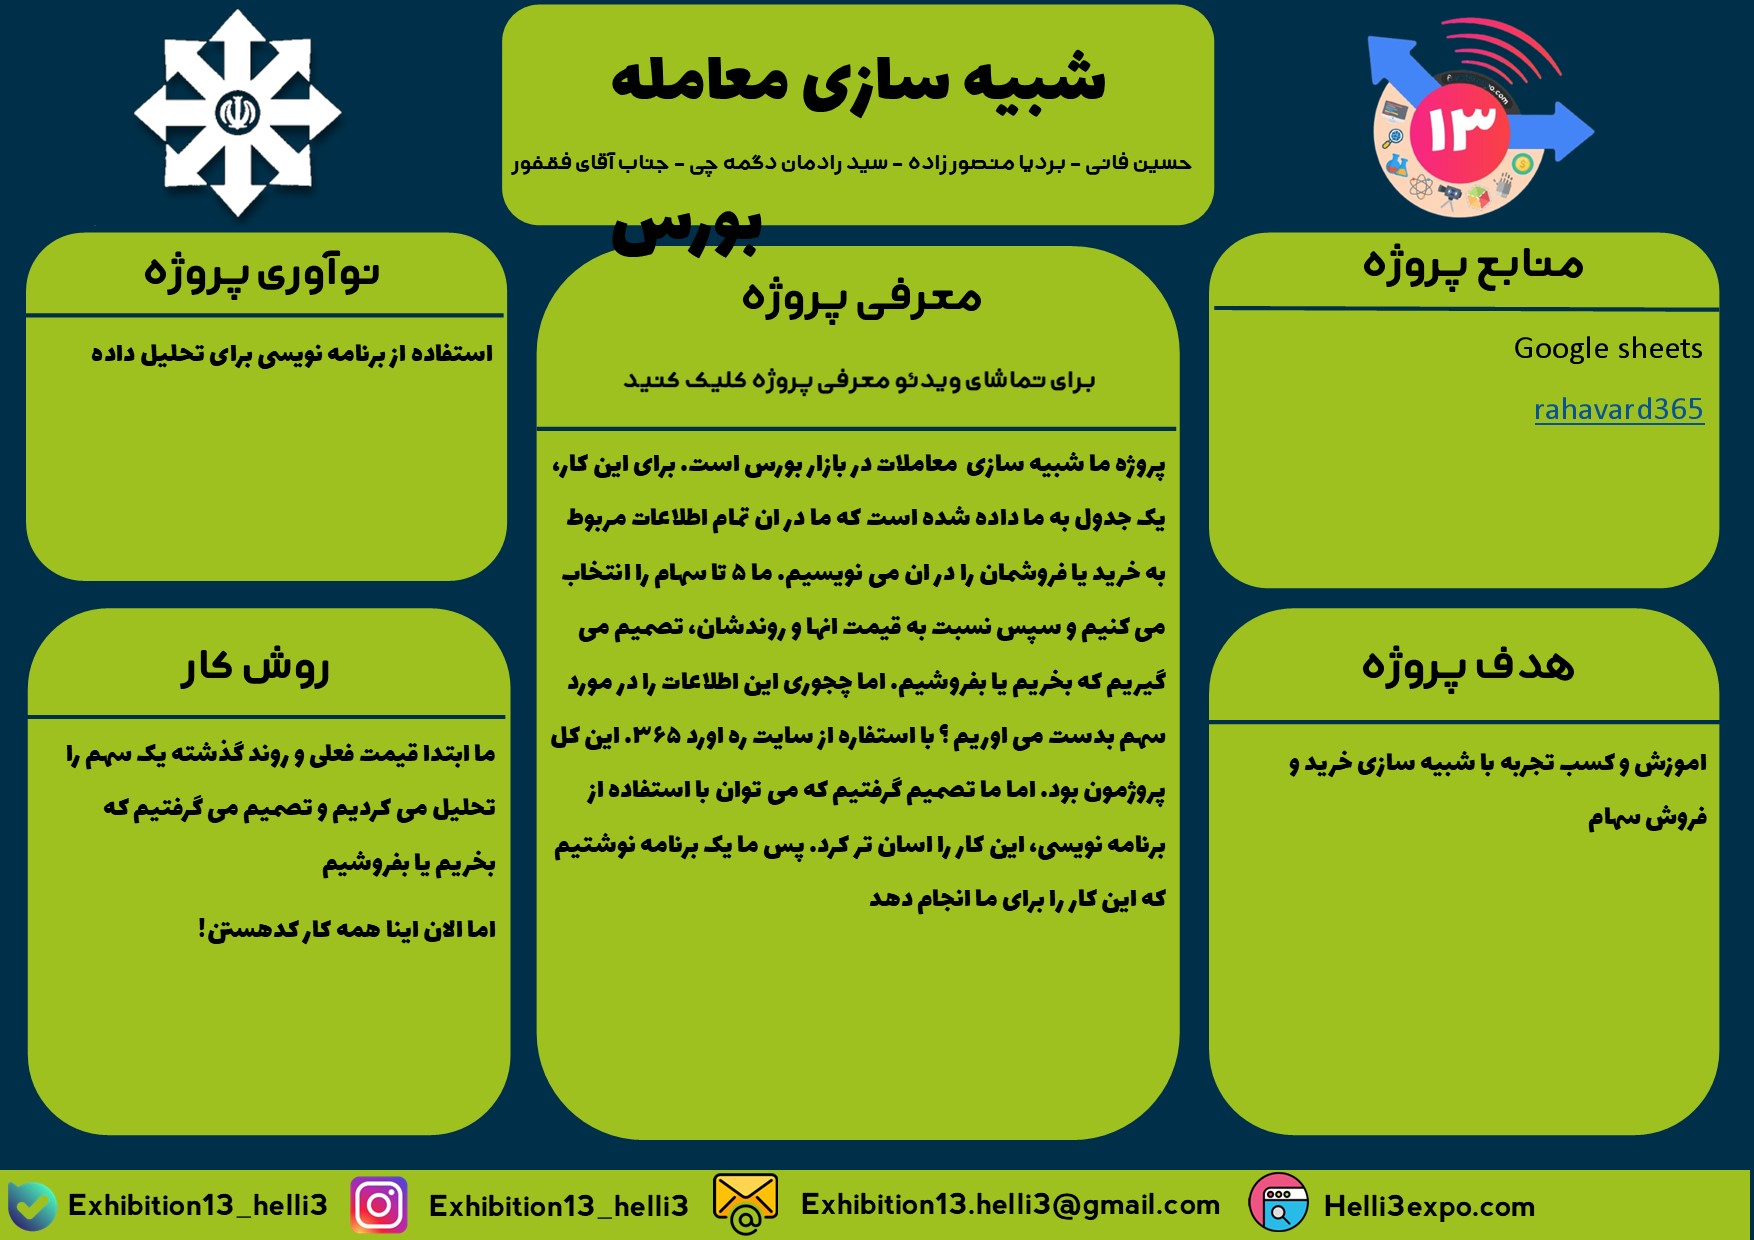 شبیه سازی معامله
بورس
حسین فانی - بردیا منصورزاده - سید رادمان دگمه چی - جناب آقای فقفور
۱۳
منابع پروژه
Google sheets
rahavard365
هدف پروژه
اموزش و کسب تجربه با شبیه سازی خرید و
فروش سهام
معرفی پروژه
برای تماشای ویدئو معرفی پروژه کلیک کنید
پروژه ما شبیه سازی معاملات در بازار بورس است. برای این کار،
یک جدول به ما داده شده است که ما در ان تمام اطلاعات مربوط
به خرید یا فروشمان را در ان می نویسیم. ما ۵ تا سهام را انتخاب
می کنیم و سپس نسبت به قیمت انها و روندشان، تصمیم می
گیریم که بخریم یا بفروشیم. اما چجوری این اطلاعات را در مورد
سهم بدست می اوریم ؟ با استفاره از سایت ره اورد ۳۶۵. این کل
پروژمون بود. اما ما تصمیم گرفتیم که می توان با استفاده از
برنامه نویسی، این کار را اسان تر کرد. پس ما یک برنامه نوشتیم
که این کار را برای ما انجام دهد
نوآوری پروژه
استفاده از برنامه نویسی برای تحلیل داده
روش کار
ما ابتدا قیمت فعلی و روند گذشته یک سهم را
تحلیل می کردیم و تصمیم می گرفتیم که
بخریم یا بفروشیم
اما الان اینا همه کار کدهستن!
Exhibition13_helli3
Exhibition13_helli3
Exhibition13.helli3@gmail.com
Helli3expo.com